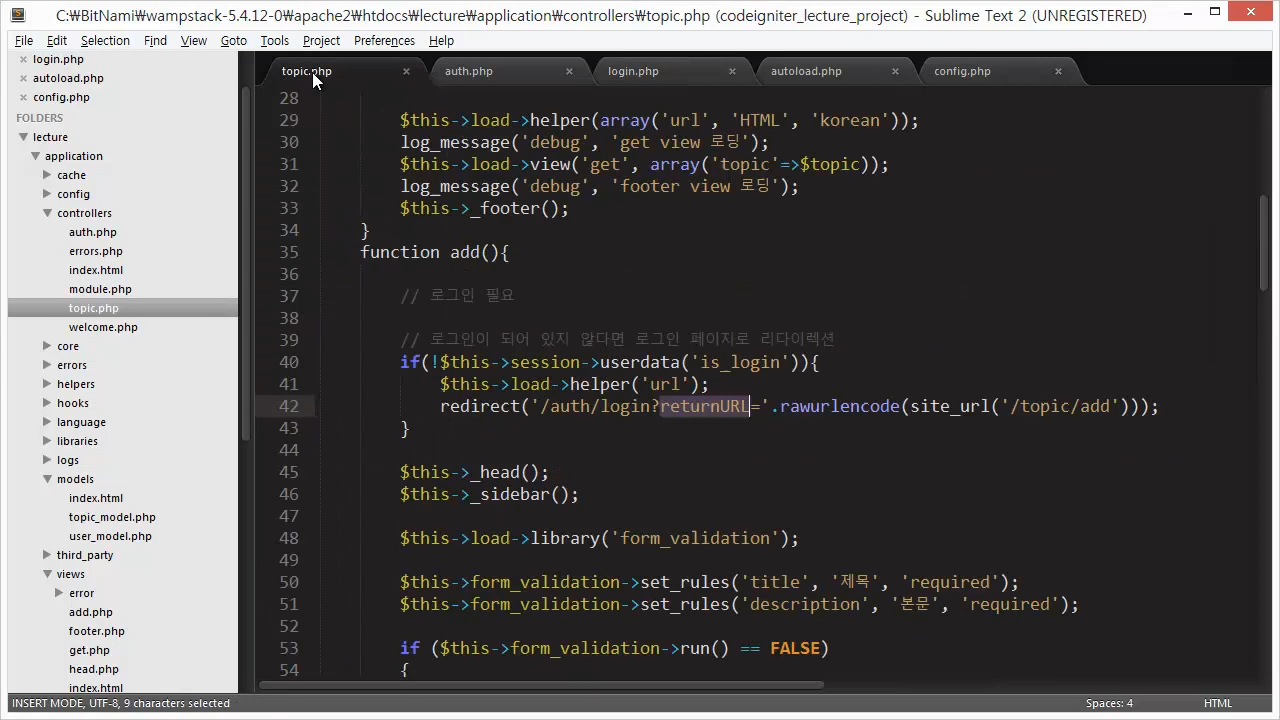 C:₩BitNami₩wampstack-5.4.12-0₩apache2₩htdocs₩lecture₩application₩controllers₩topic.php (codeigniter_lecture_project) - Sublime Text 2 (UNREGISTERED)
File Edit Selection Find View Goto Tools Project Preferences Help
login.php
autoload.php
config.php
FOLDERS
lecture
application
cache
config
controllers
auth.php
errors.php
index.html
module.php
topic.php
welcome.php
core
errors
helpers
hooks
language
libraries
logs
models
index.html
topic_model.php
user_model.php
third_party
views
error
add.php
footer.php
get.php
head.php
index.html
topic.php auth.php login.php autoload.php config.php
28
29 $this->load->helper(array('url', 'HTML', 'korean'));
30 log_message('debug', 'get view 로딩');
31 $this->load->view('get', array('topic'=>$topic));
32 log_message('debug', 'footer view 로딩');
33 $this->_footer();
34 }
35 function add(){
36
37 // 로그인 필요
38
39 // 로그인이 되어 있지 않다면 로그인 페이지로 리다이렉션
40 if(!$this->session->userdata('is_login')){
41 $this->load->helper('url');
42 redirect('/auth/login?returnURL='.rawurlencode(site_url('/topic/add')));
43 }
44
45 $this->_head();
46 $this->_sidebar();
47
48 $this->load->library('form_validation');
49
50 $this->form_validation->set_rules('title', '제목', 'required');
51 $this->form_validation->set_rules('description', '본문', 'required');
52
53 if ($this->form_validation->run() == FALSE)
54 {
INSERT MODE, UTF-8, 9 characters selected Spaces: 4 HTML